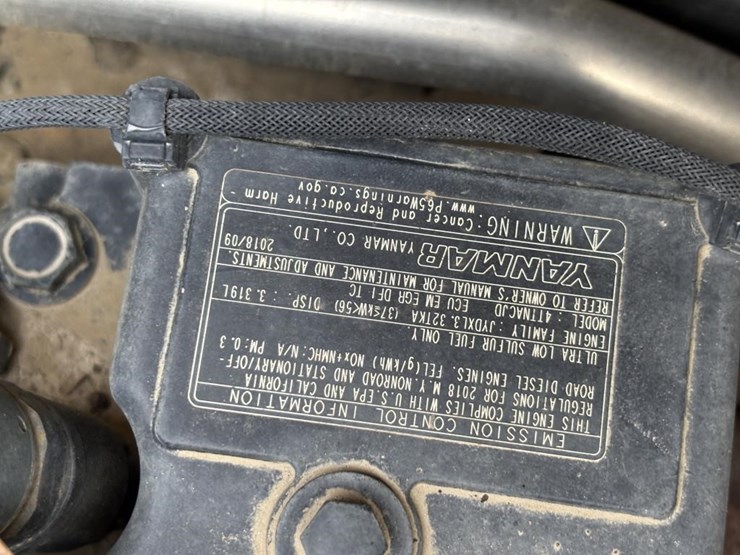 EMISSION CONTROL INFORMATION
THIS ENGINE COMPLIES WITH U.S.EPA AND CALIFORNIA
REGULATIONS FOR 2018 M.Y.NONROAD AND STATIONARY/OFF-
ROAD DIESEL ENGINES. FEL(g/kWh) NOx+NMHC:N/A PM:0.3
ULTRA LOW SULFUR FUEL ONLY.
ENGINE FAMILY : JYDXL3.32TKA (37≤kW<56) DISP. : 3.319L
MODEL : 4TTNACJD ECU EM EGR DFI TC
REFER TO OWNER'S MANUAL FOR MAINTENANCE AND ADJUSTMENTS.
YANMAR YANMAR CO.,LTD. 2018/09
WARNING: Cancer and Reproductive Harm -
www.P65Warnings.ca.gov